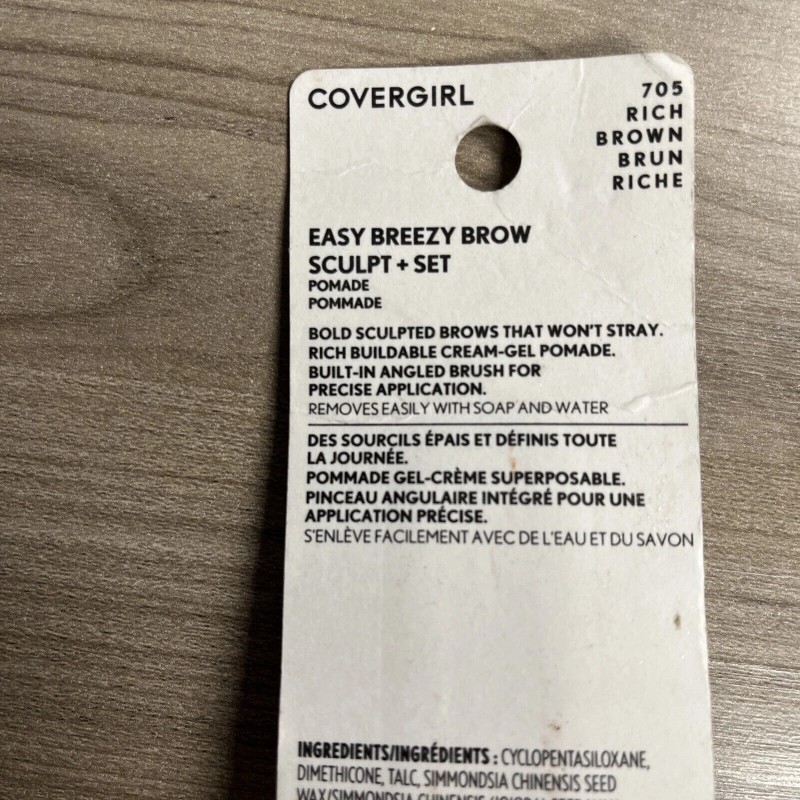 COVERGIRL
705
RICH
BROWN
BRUN
RICHE
EASY BREEZY BROW
SCULPT + SET
POMADE
POMMADE
BOLD SCULPTED BROWS THAT WON'T STRAY.
RICH BUILDABLE CREAM-GEL POMADE.
BUILT-IN ANGLED BRUSH FOR
PRECISE APPLICATION.
REMOVES EASILY WITH SOAP AND WATER
DES SOURCILS ÉPAIS ET DÉFINIS TOUTE
LA JOURNÉE.
POMMADE GEL-CRÈME SUPERPOSABLE.
PINCEAU ANGULAIRE INTÉGRÉ POUR UNE
APPLICATION PRÉCISE.
S'ENLÈVE FACILEMENT AVEC DE L'EAU ET DU SAVON
INGREDIENTS/INGRÉDIENTS : CYCLOPENTASILOXANE,
DIMETHICONE, TALC, SIMMONDSIA CHINENSIS SEED
WAX/SIMMONDSIA CHINENSIS